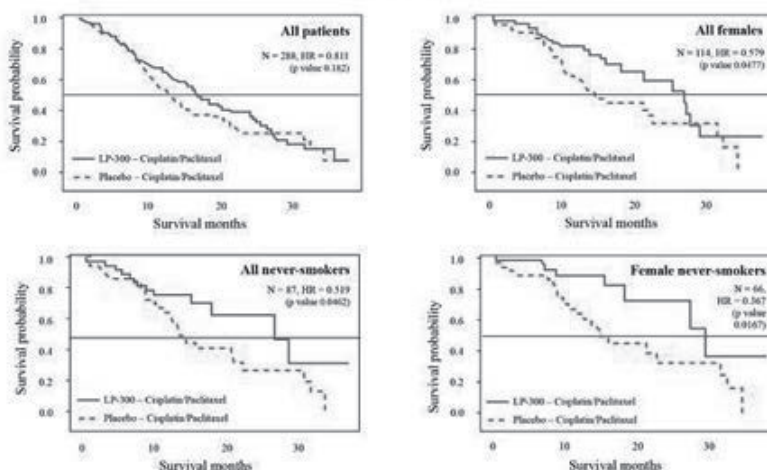 All patients
N = 288, HR = 0.811
(p value 0.182)
Survival probability
1.0
0.8
0.6
0.4
0.2
0.0
LP-300 – Cisplatin/Paclitaxel
Placebo – Cisplatin/Paclitaxel
0
10
20
30
Survival months
All females
N = 114, HR = 0.579
(p value 0.0477)
Survival probability
1.0
0.8
0.6
0.4
0.2
0.0
LP-300 – Cisplatin/Paclitaxel
Placebo – Cisplatin/Paclitaxel
0
10
20
30
Survival months
All never-smokers
N = 87, HR = 0.519
(p value 0.0462)
Survival probability
1.0
0.8
0.6
0.4
0.2
0.0
LP-300 – Cisplatin/Paclitaxel
Placebo – Cisplatin/Paclitaxel
0
10
20
30
Survival months
Female never-smokers
N = 66,
HR = 0.367
(p value
0.0167)
Survival probability
1.0
0.8
0.6
0.4
0.2
0.0
LP-300 – Cisplatin/Paclitaxel
Placebo – Cisplatin/Paclitaxel
0
10
20
30
Survival months